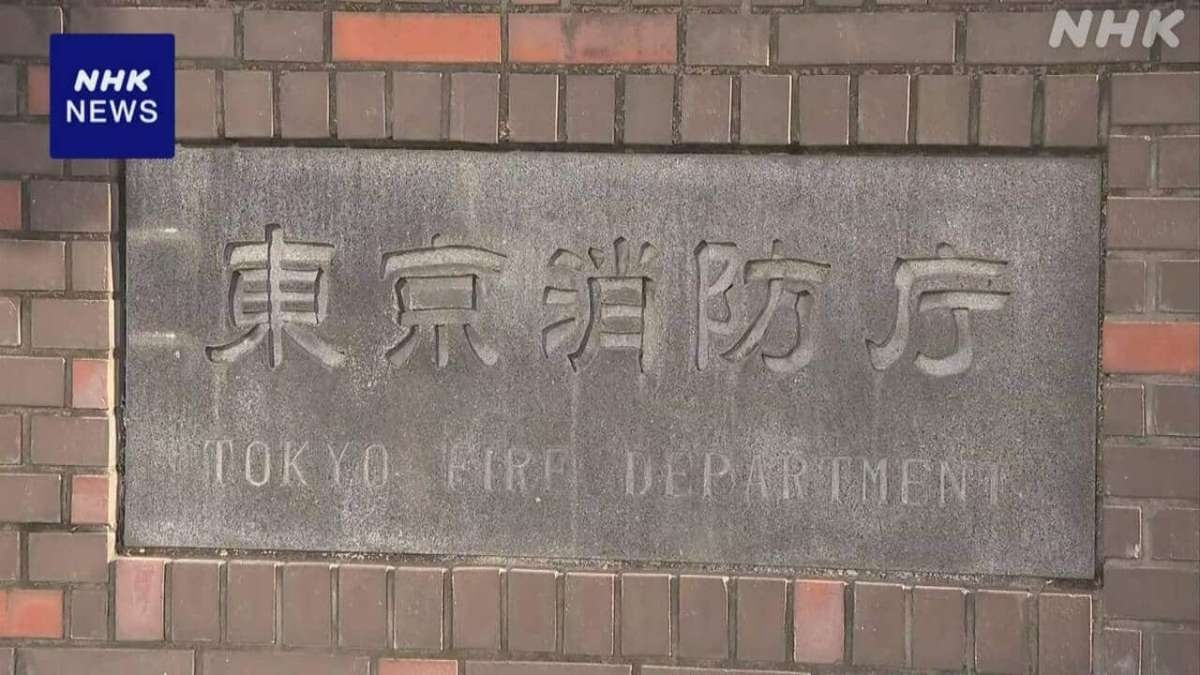 NHK
NHK
NEWS
東京消防庁
TOKYO FIRE DEPARTMENT